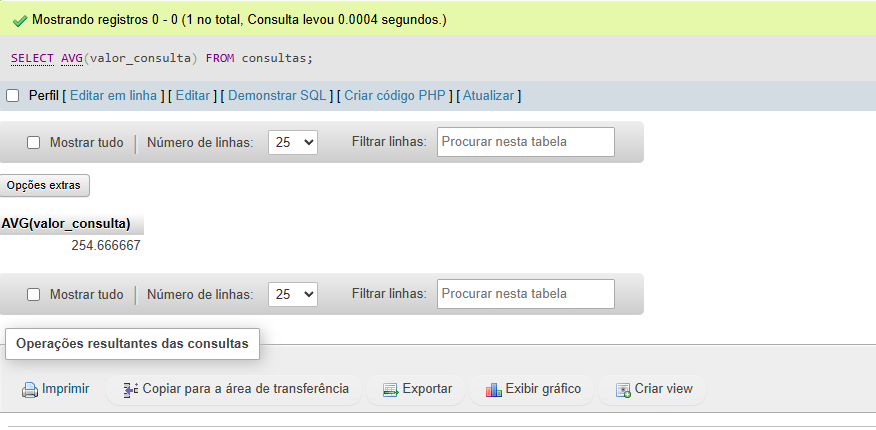 Mostrando registros 0 - 0 (1 no total, Consulta levou 0.0004 segundos.)
SELECT AVG(valor_consulta) FROM consultas;
Perfil [ Editar em linha ] [ Editar ] [ Demonstrar SQL ] [ Criar código PHP ] [ Atualizar ]
Mostrar tudo Número de linhas: 25 Filtrar linhas: Procurar nesta tabela
Opções extras
AVG(valor_consulta)
254.666667
Mostrar tudo Número de linhas: 25 Filtrar linhas: Procurar nesta tabela
Operações resultantes das consultas
Imprimir Copiar para a área de transferência Exportar Exibir gráfico Criar view